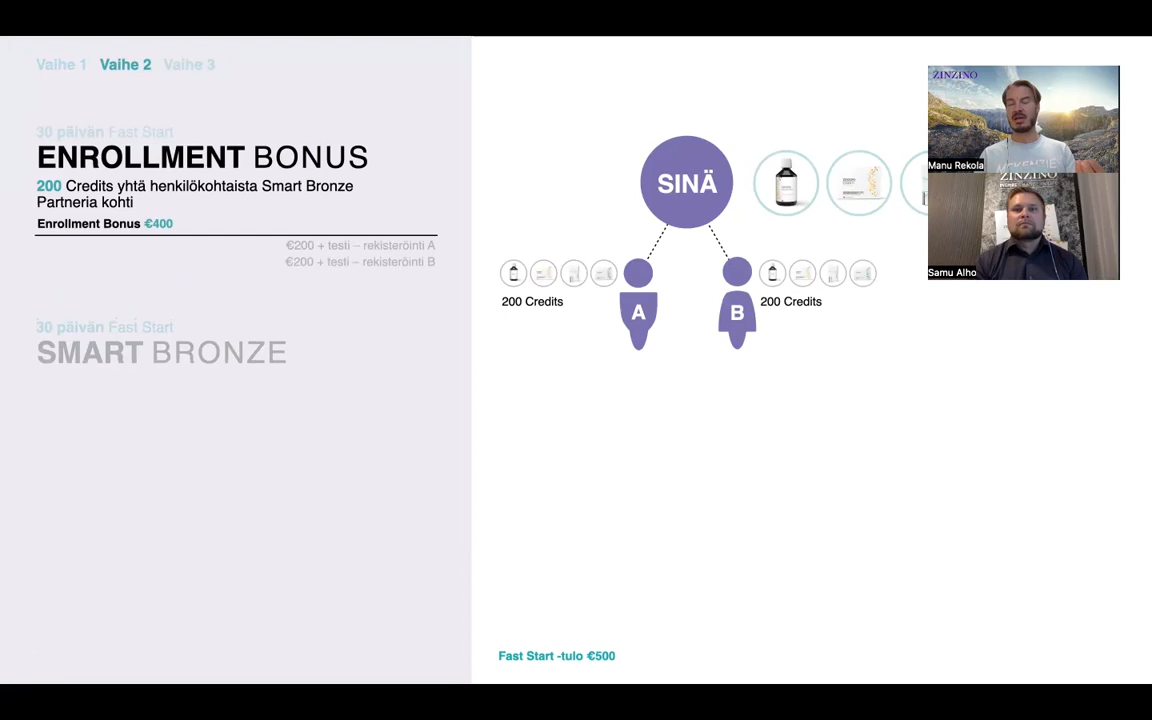 Vaihe 1 Vaihe 2 Vaihe 3
30 päivän Fast Start
ENROLLMENT BONUS
200 Credits yhtä henkilökohtaista Smart Bronze
Partneria kohti
Enrollment Bonus €400
€200 + testi – rekisteröinti A
€200 + testi – rekisteröinti B
30 päivän Fast Start
SMART BRONZE
SINÄ
200 Credits
A
B
200 Credits
Fast Start -tulo €500
ZINZINO
Manu Rekola
ZINZINO
Samu Alho